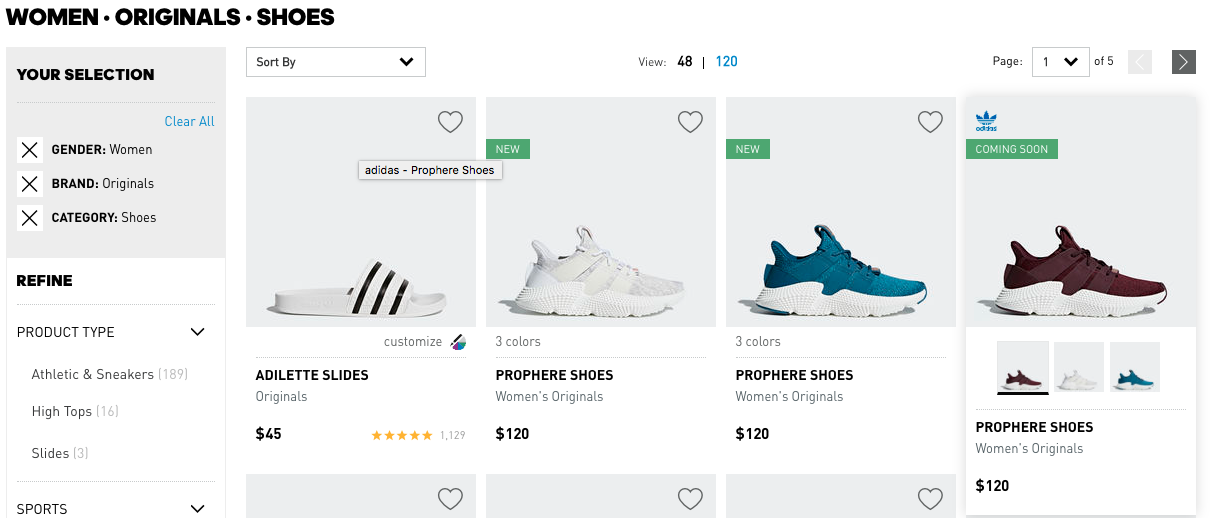 WOMEN · ORIGINALS · SHOES
YOUR SELECTION
Clear All
GENDER: Women
BRAND: Originals
CATEGORY: Shoes
REFINE
PRODUCT TYPE
Athletic & Sneakers (189)
High Tops (16)
Slides (3)
SPORTS
Sort By
View: 48 | 120
Page: 1 of 5
adidas - Prophere Shoes
customize
ADILETTE SLIDES
Originals
$45
1,129
NEW
3 colors
PROPHERE SHOES
Women's Originals
$120
NEW
3 colors
PROPHERE SHOES
Women's Originals
$120
adidas
COMING SOON
PROPHERE SHOES
Women's Originals
$120